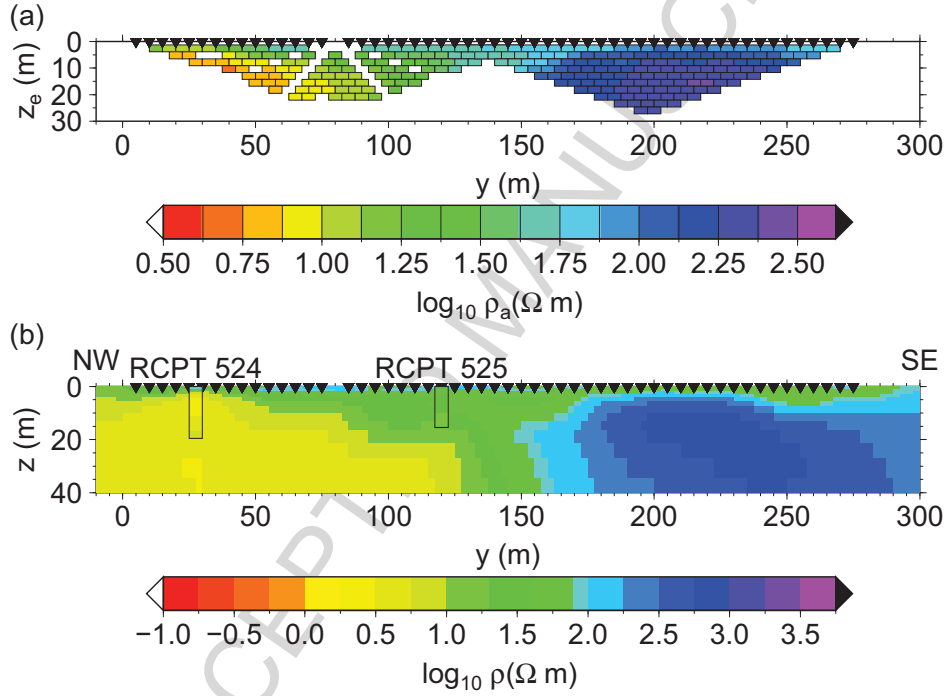 (a)
0
10
20
30
z_e (m)
0 50 100 150 200 250 300
y (m)
0.50 0.75 1.00 1.25 1.50 1.75 2.00 2.25 2.50
log₁₀ ρ_a(Ω m)
(b)
NW RCPT 524 RCPT 525 SE
0
20
40
z (m)
0 50 100 150 200 250 300
y (m)
−1.0 −0.5 0.0 0.5 1.0 1.5 2.0 2.5 3.0 3.5
log₁₀ ρ(Ω m)
CEPTED MANUSC